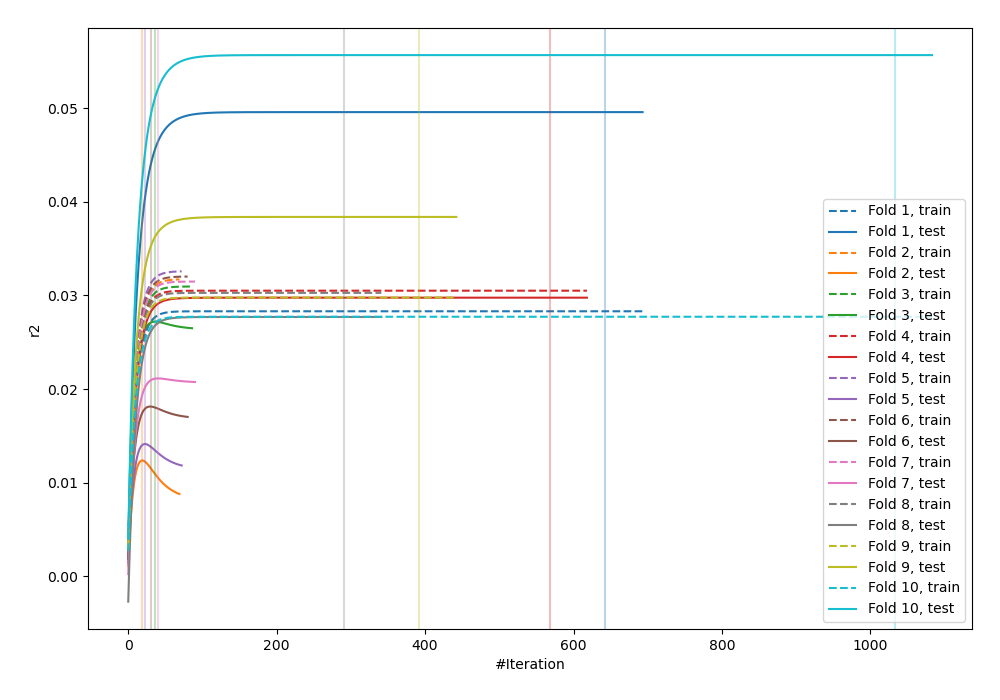 r2
0.05
0.04
0.03
0.02
0.01
0.00
0
200
400
600
800
1000
#Iteration
Fold 1, train
Fold 1, test
Fold 2, train
Fold 2, test
Fold 3, train
Fold 3, test
Fold 4, train
Fold 4, test
Fold 5, train
Fold 5, test
Fold 6, train
Fold 6, test
Fold 7, train
Fold 7, test
Fold 8, train
Fold 8, test
Fold 9, train
Fold 9, test
Fold 10, train
Fold 10, test